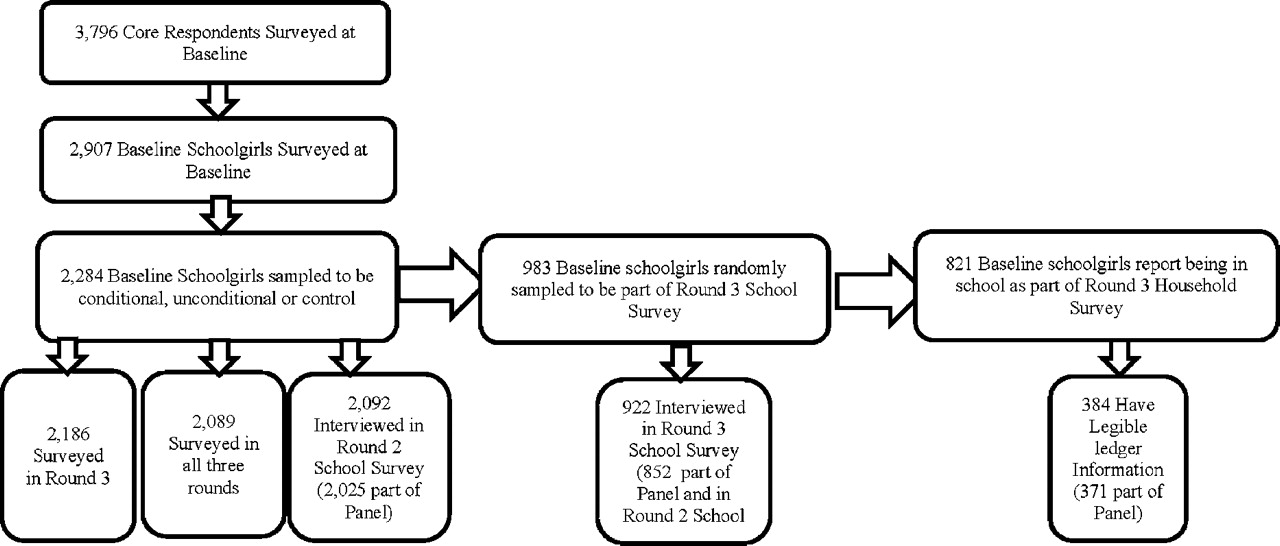 3,796 Core Respondents Surveyed at
Baseline
2,907 Baseline Schoolgirls Surveyed at
Baseline
2,284 Baseline Schoolgirls sampled to be
conditional, unconditional or control
983 Baseline schoolgirls randomly
sampled to be part of Round 3 School
Survey
821 Baseline schoolgirls report being in
school as part of Round 3 Household
Survey
2,186
Surveyed
in Round 3
2,089
Surveyed in
all three
rounds
2,092
Interviewed in
Round 2
School Survey
(2,025 part of
Panel)
922 Interviewed
in Round 3
School Survey
(852 part of
Panel and in
Round 2 School
384 Have
Legible
ledger
Information
(371 part of
Panel)